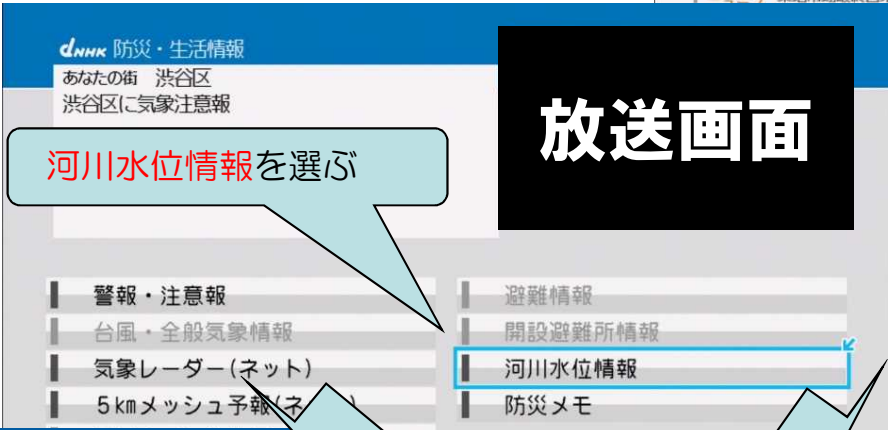 dNHK 防災・生活情報
あなたの街 渋谷区
渋谷区に気象注意報
放送画面
河川水位情報を選ぶ
警報・注意報
避難情報
台風・全般気象情報
開設避難所情報
気象レーダー(ネット)
河川水位情報
5kmメッシュ予報(ネ
防災メモ